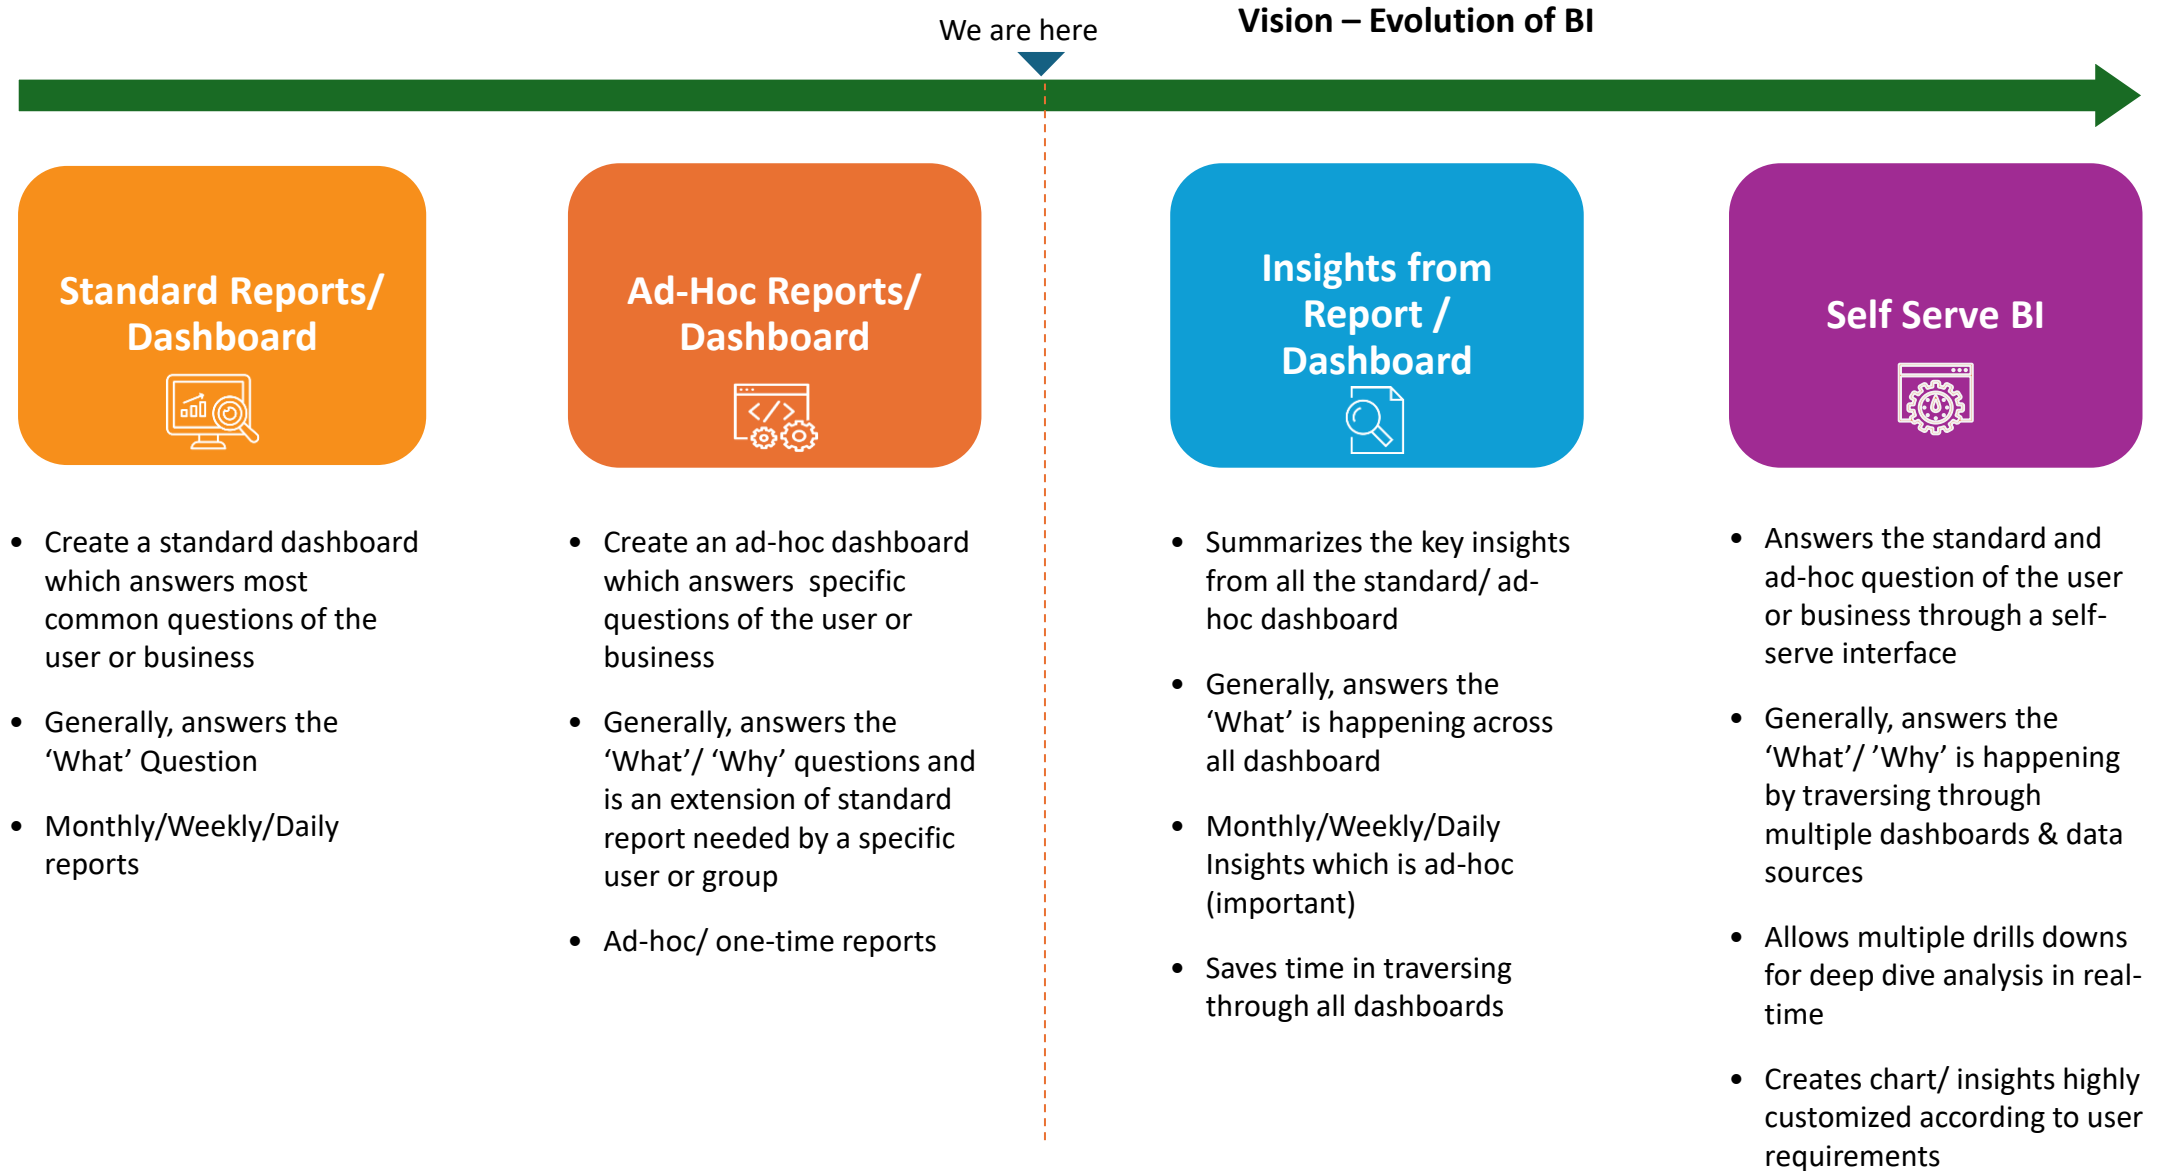 We are here
Vision – Evolution of BI
Standard Reports/
Dashboard
Ad-Hoc Reports/
Dashboard
Insights from
Report /
Dashboard
Self Serve BI
• Create a standard dashboard
which answers most
common questions of the
user or business
• Generally, answers the
‘What’ Question
• Monthly/Weekly/Daily
reports
• Create an ad-hoc dashboard
which answers  specific
questions of the user or
business
• Generally, answers the
‘What’/ ‘Why’ questions and
is an extension of standard
report needed by a specific
user or group
• Ad-hoc/ one-time reports
• Summarizes the key insights
from all the standard/ ad-
hoc dashboard
• Generally, answers the
‘What’ is happening across
all dashboard
• Monthly/Weekly/Daily
Insights which is ad-hoc
(important)
• Saves time in traversing
through all dashboards
• Answers the standard and
ad-hoc question of the user
or business through a self-
serve interface
• Generally, answers the
‘What’/ ’Why’ is happening
by traversing through
multiple dashboards & data
sources
• Allows multiple drills downs
for deep dive analysis in real-
time
• Creates chart/ insights highly
customized according to user
requirements